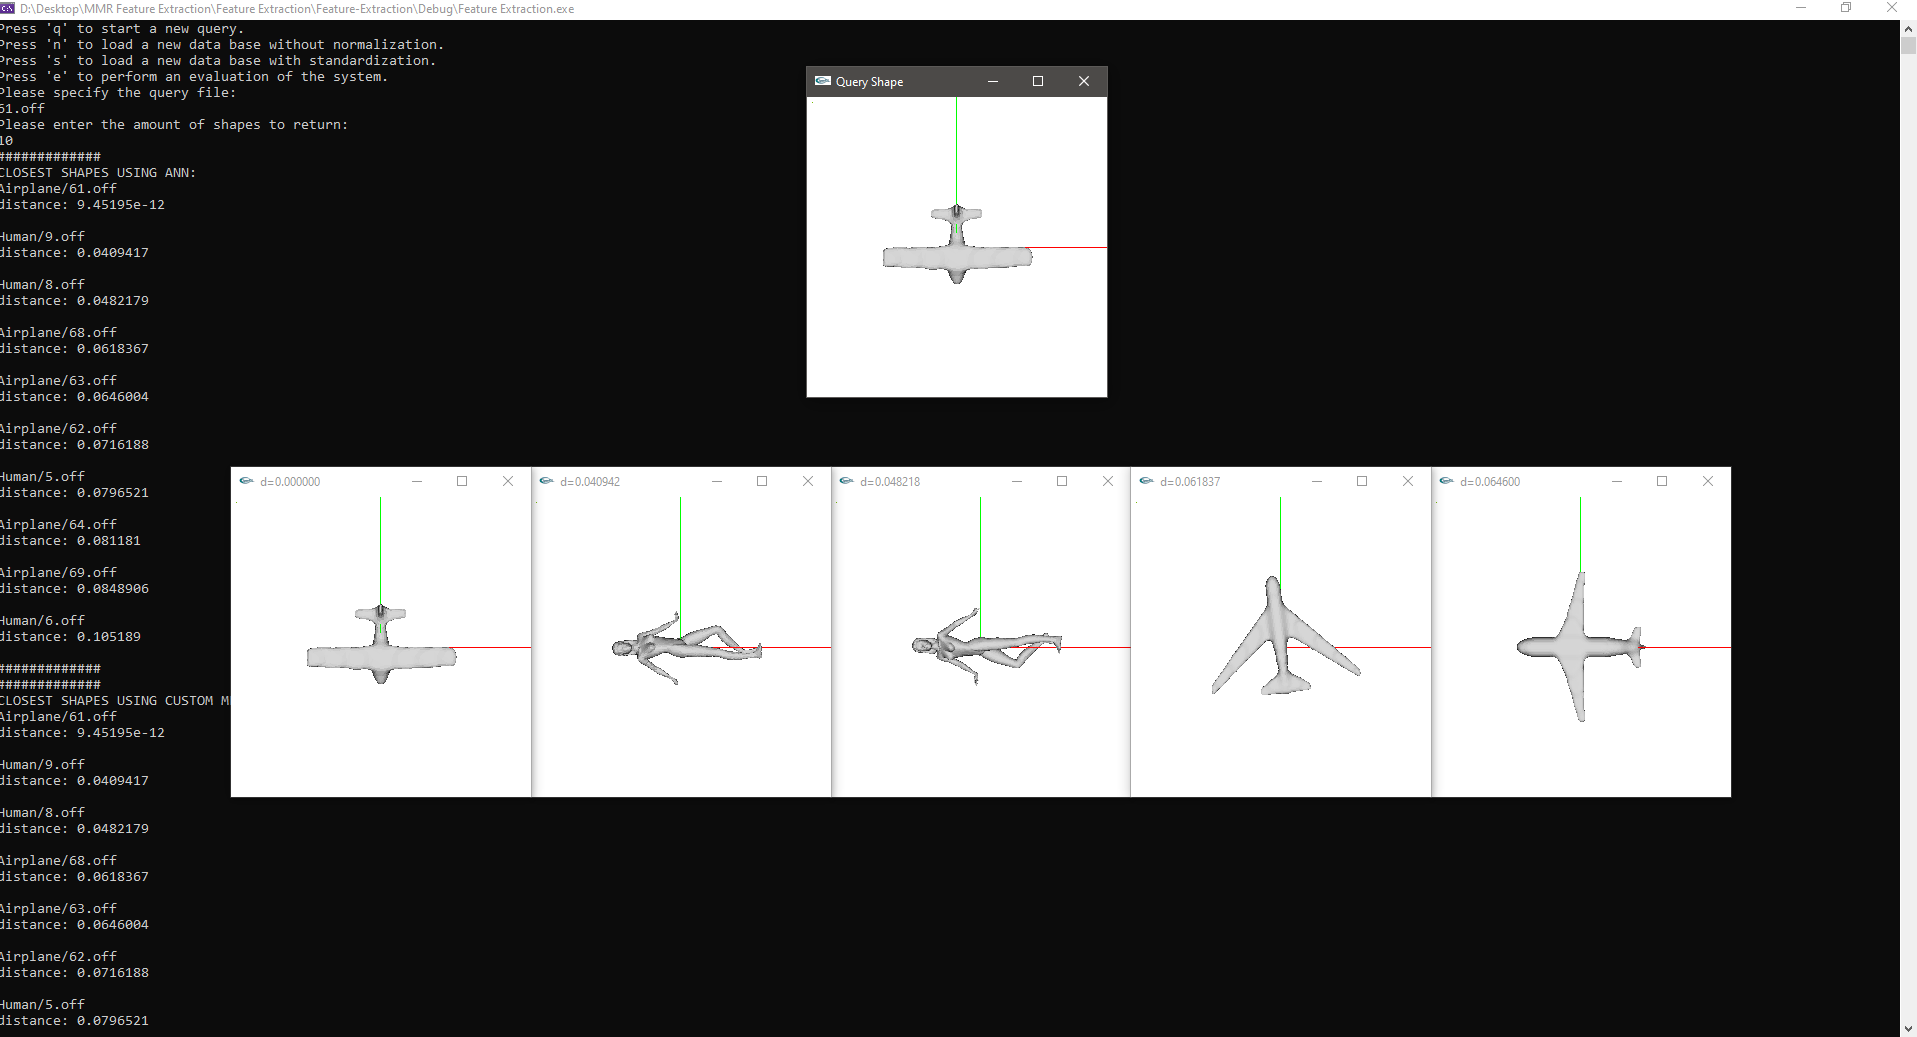 D:\Desktop\MMR Feature Extraction\Feature Extraction\Feature-Extraction\Debug\Feature Extraction.exe
Press 'q' to start a new query.
Press 'n' to load a new data base without normalization.
Press 's' to load a new data base with standardization.
Press 'e' to perform an evaluation of the system.
Please specify the query file:
61.off
Please enter the amount of shapes to return:
10
#############
CLOSEST SHAPES USING ANN:
Airplane/61.off
distance: 9.45195e-12
Human/9.off
distance: 0.0409417
Human/8.off
distance: 0.0482179
Airplane/68.off
distance: 0.0618367
Airplane/63.off
distance: 0.0646004
Airplane/62.off
distance: 0.0716188
Human/5.off
distance: 0.0796521
Airplane/64.off
distance: 0.081181
Airplane/69.off
distance: 0.0848906
Human/6.off
distance: 0.105189
#############
#############
CLOSEST SHAPES USING CUSTOM M
Airplane/61.off
distance: 9.45195e-12
Human/9.off
distance: 0.0409417
Human/8.off
distance: 0.0482179
Airplane/68.off
distance: 0.0618367
Airplane/63.off
distance: 0.0646004
Airplane/62.off
distance: 0.0716188
Human/5.off
distance: 0.0796521
Query Shape
d=0.000000
d=0.040942
d=0.048218
d=0.061837
d=0.064600